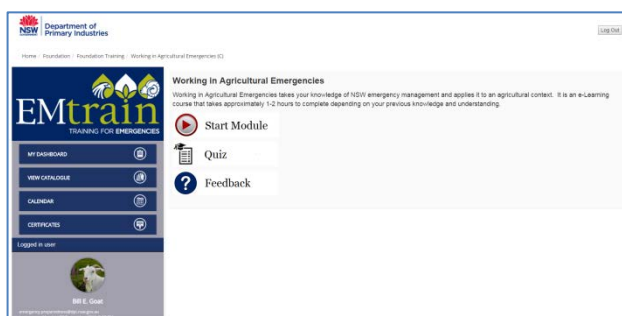 NSW
Department of
Primary Industries
Log Out
Home / Foundation / Foundation Training / Working in Agricultural Emergencies (C)
EMtrain
TRAINING FOR EMERGENCIES
MY DASHBOARD
VIEW CATALOGUE
CALENDAR
CERTIFICATES
Logged in user
Bill E. Goat
Working in Agricultural Emergencies
Working in Agricultural Emergencies takes your knowledge of NSW emergency management and applies it to an agricultural context. It is an e-Learning
course that takes approximately 1-2 hours to complete depending on your previous knowledge and understanding.
Start Module
Quiz
Feedback